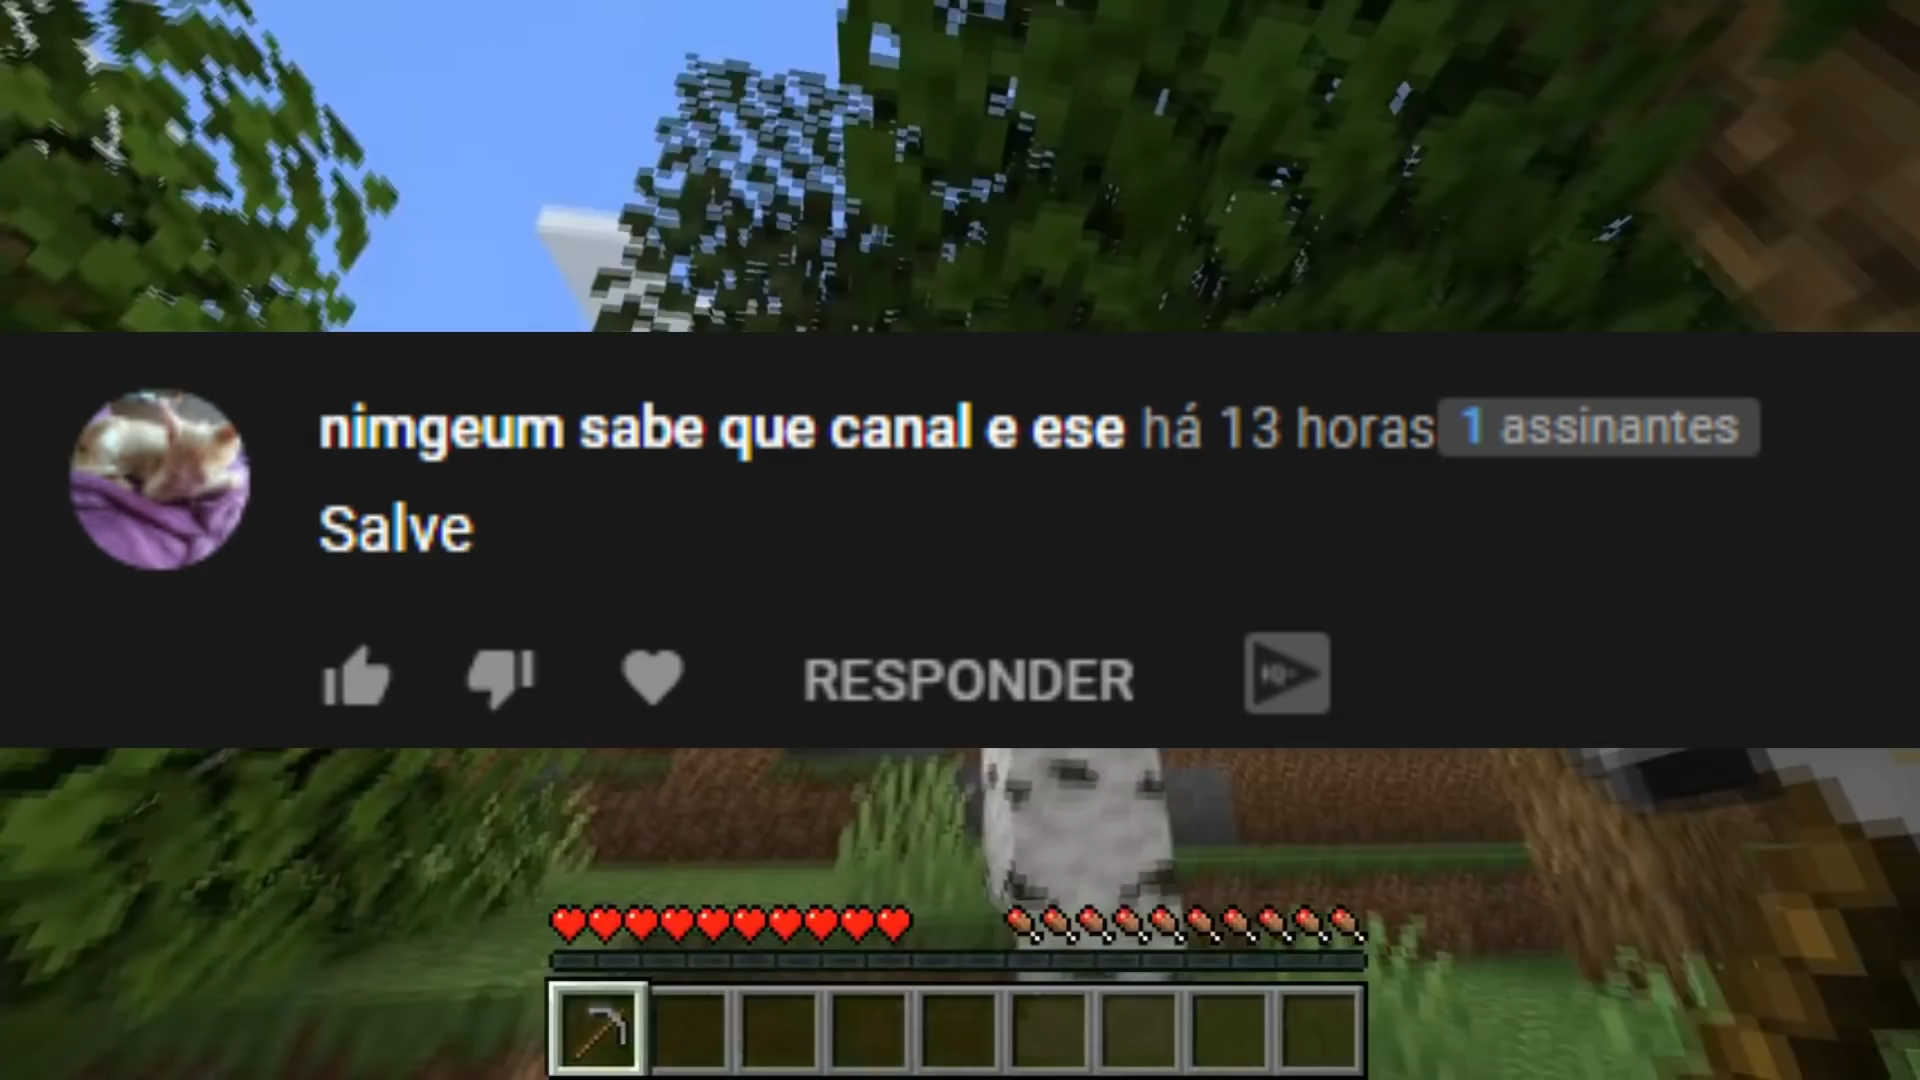 nimgeum sabe que canal e ese há 13 horas 1 assinantes
Salve
RESPONDER